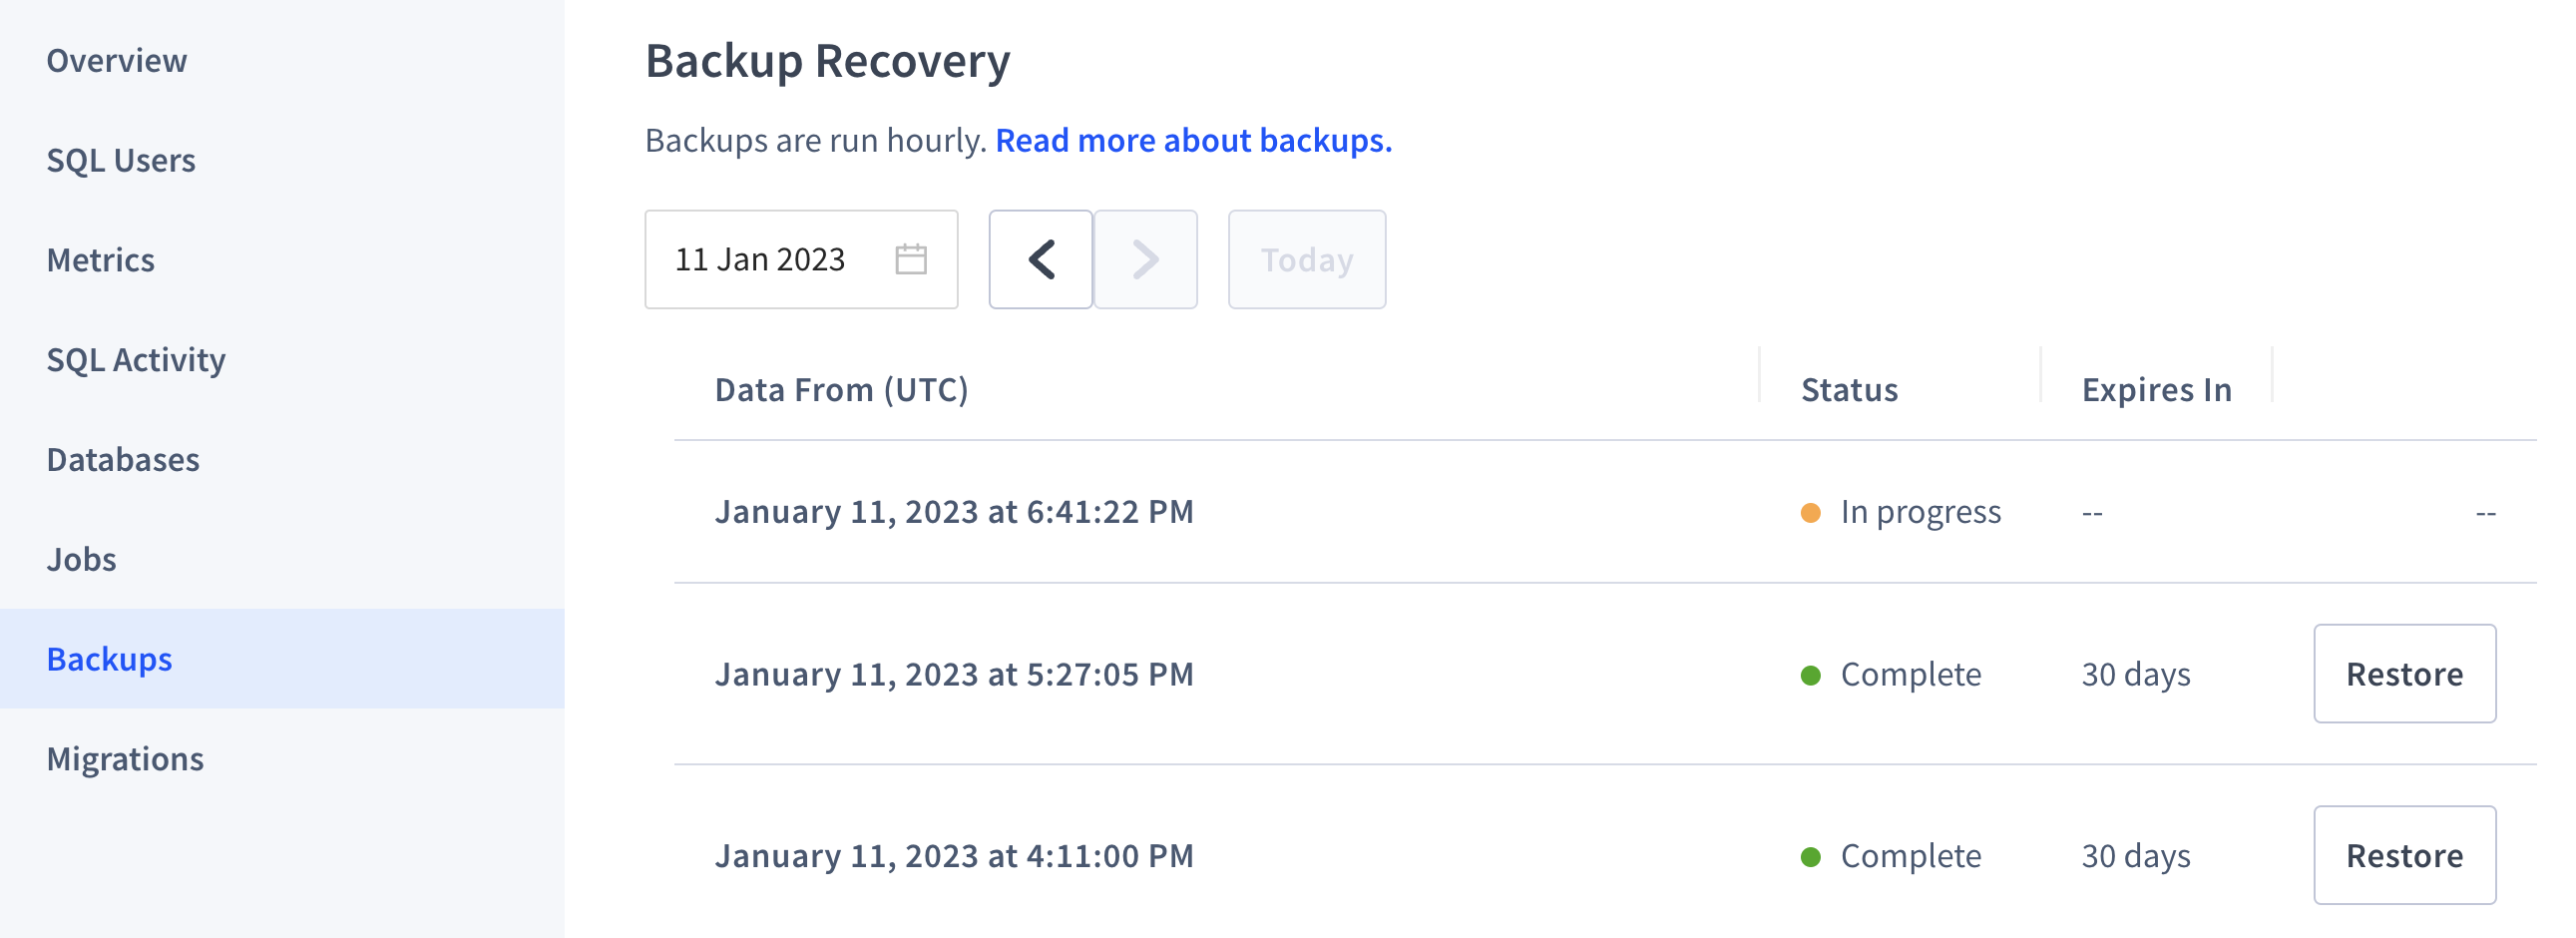 Overview
SQL Users
Metrics
SQL Activity
Databases
Jobs
Backups
Migrations
Backup Recovery
Backups are run hourly. Read more about backups.
11 Jan 2023 Today
Data From (UTC) Status Expires In
January 11, 2023 at 6:41:22 PM In progress -- --
January 11, 2023 at 5:27:05 PM Complete 30 days Restore
January 11, 2023 at 4:11:00 PM Complete 30 days Restore